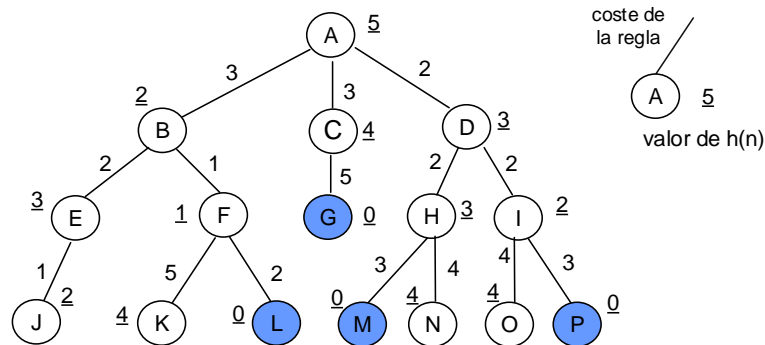 coste de
la regla
A 5
3 3 2
2 B
C 4
D 3
A 5
valor de h(n)
2 1 5 2 2
3 E
1 F
G 0
H 3
I 2
1 5 2 3 4 4 3
J 2
4 K
0 L
0 M
4 N
4 O
P 0